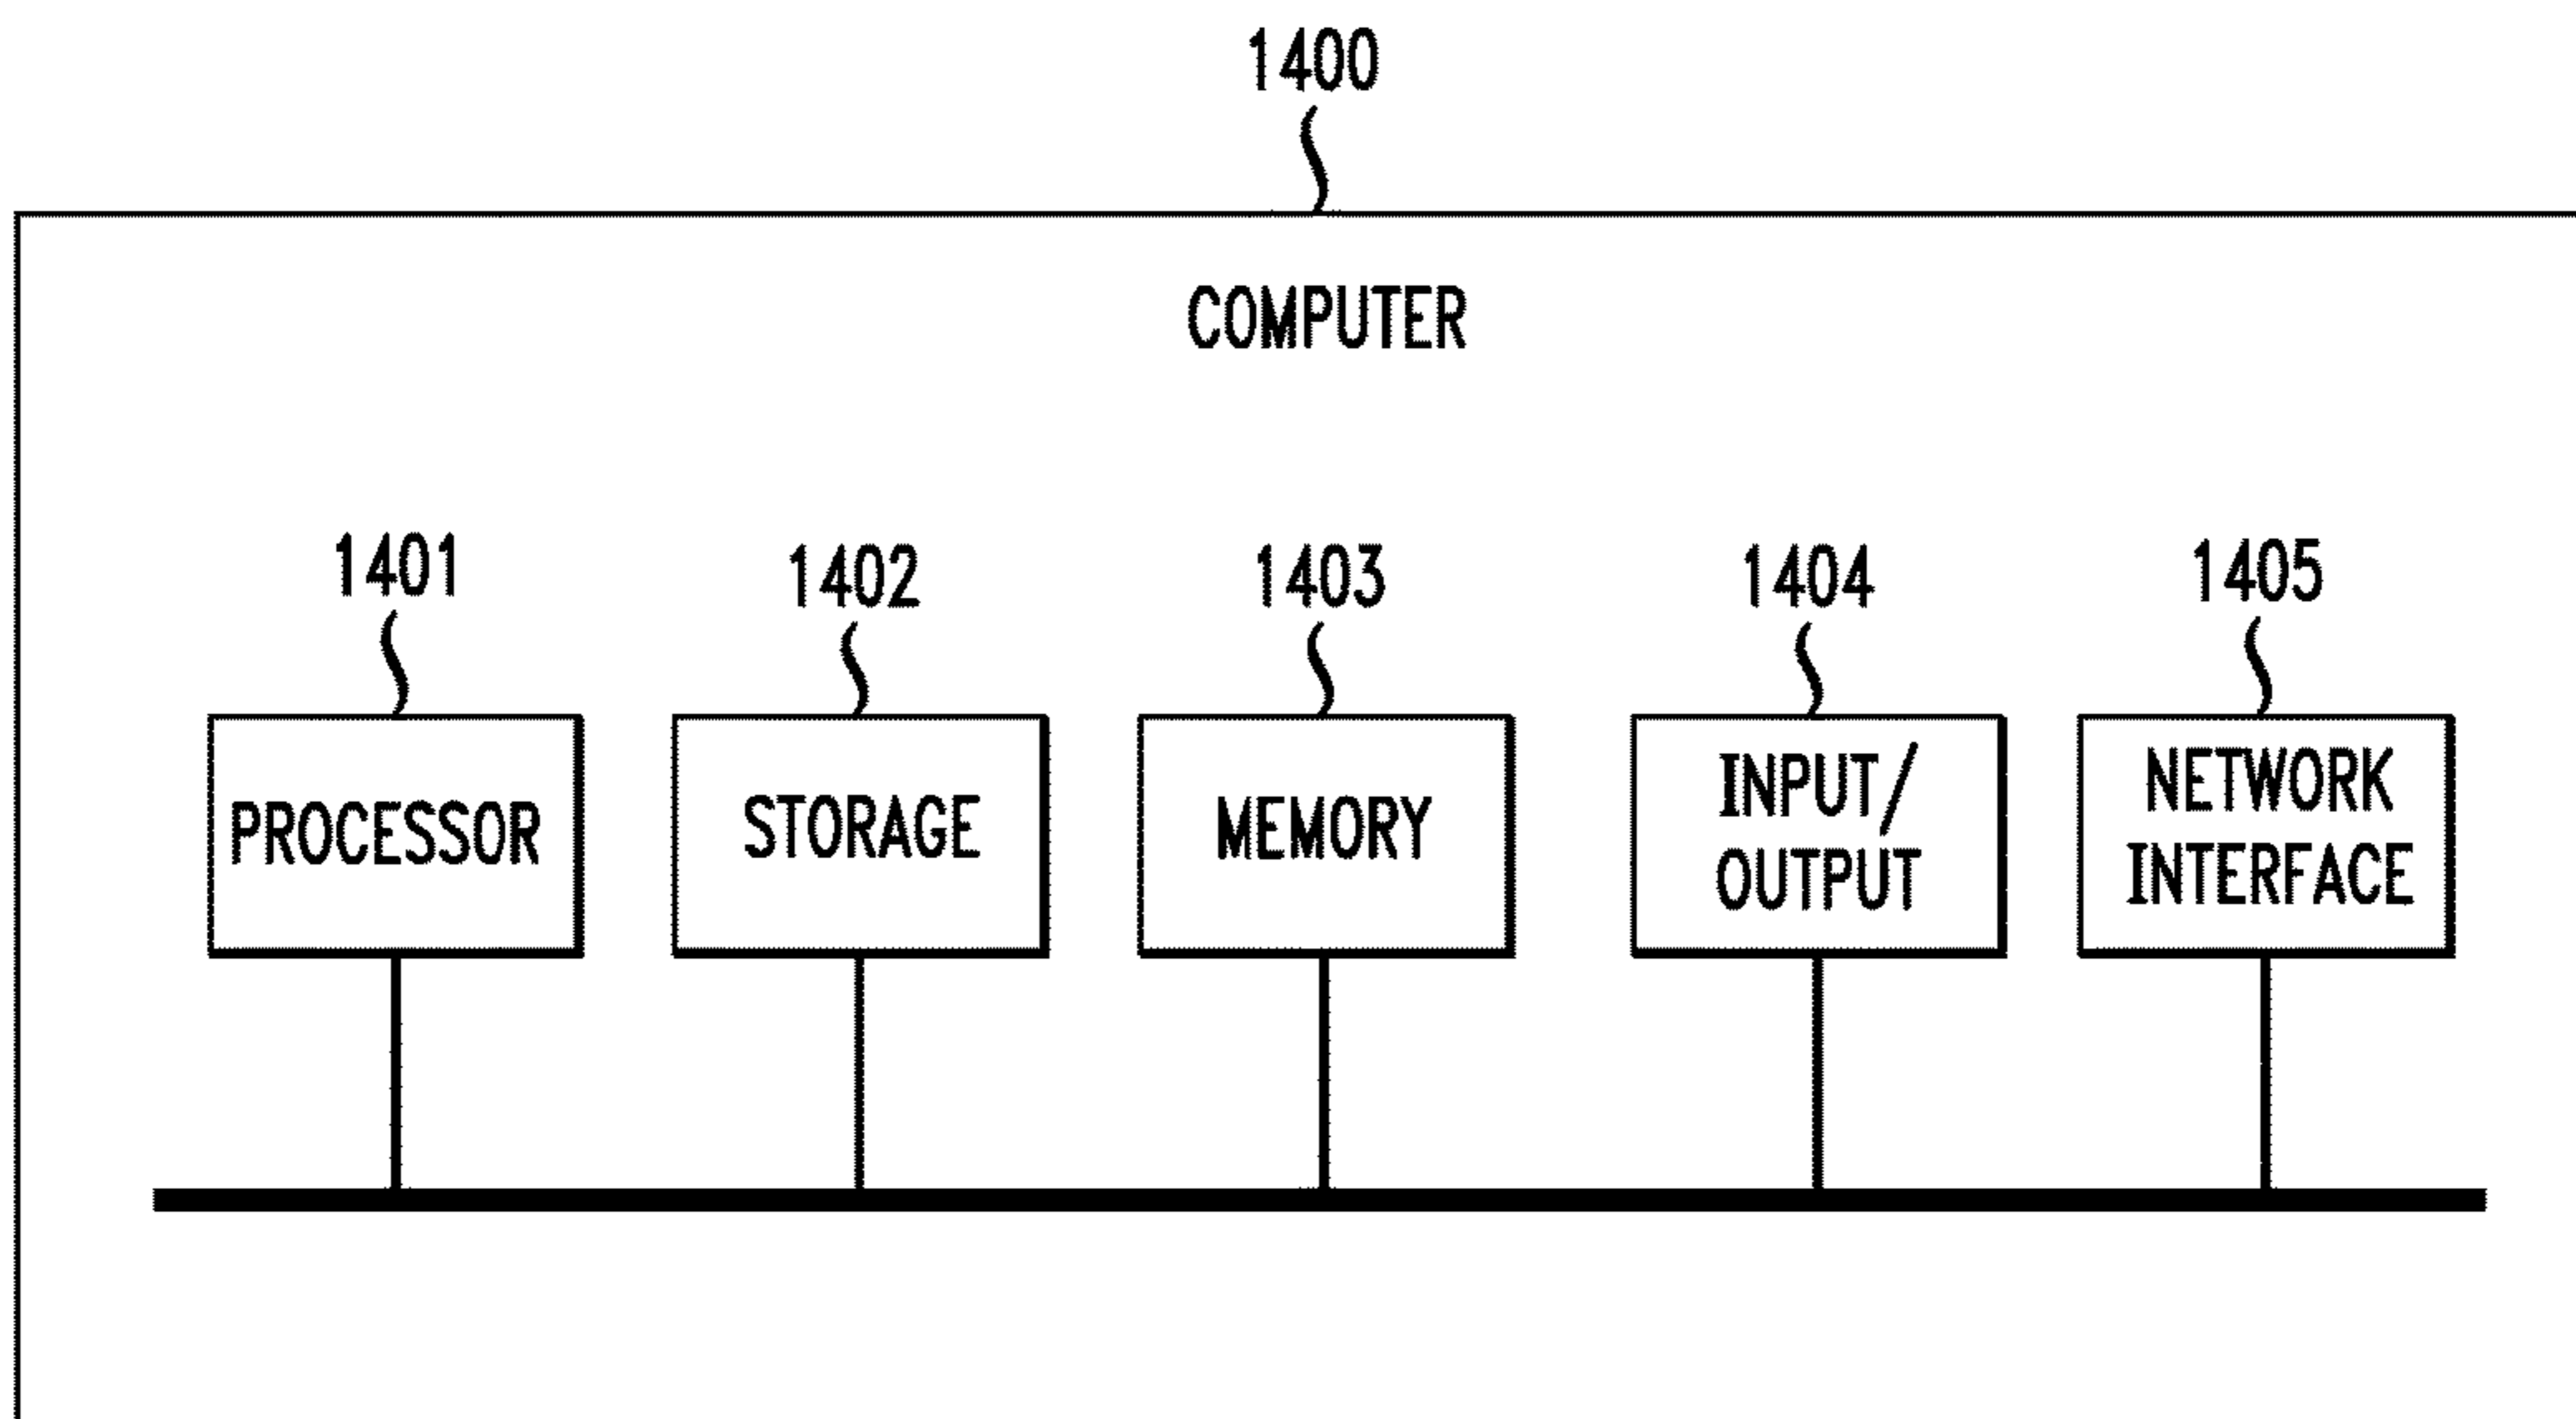 1400
COMPUTER
1401
1402
1403
1404
1405
PROCESSOR
STORAGE
MEMORY
INPUT/
OUTPUT
NETWORK
INTERFACE